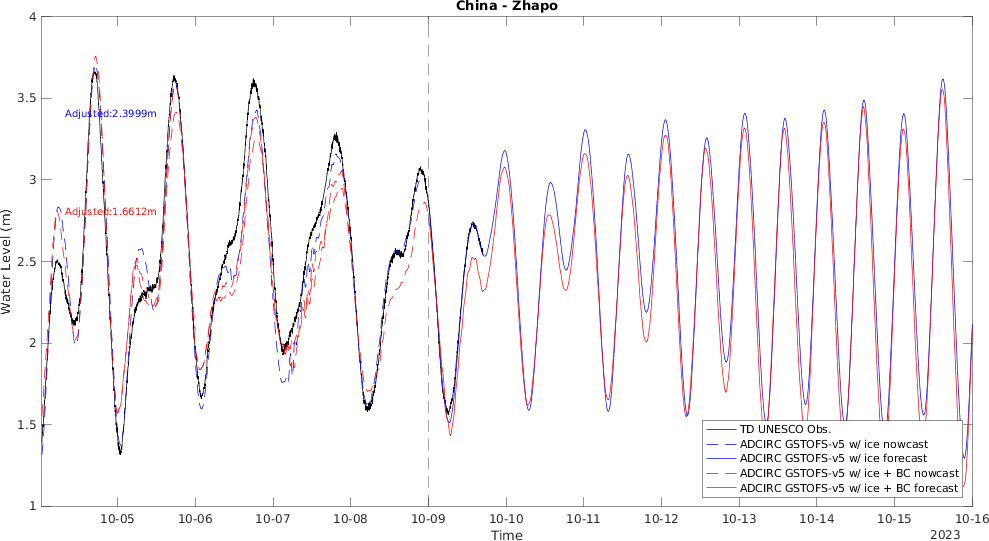 China - Zhapo
Water Level (m)
4
3.5
3
2.5
2
1.5
1
Adjusted:2.3999m
Adjusted:1.6612m
TD UNESCO Obs.
ADCIRC GSTOFS-v5 w/ ice nowcast
ADCIRC GSTOFS-v5 w/ ice forecast
ADCIRC GSTOFS-v5 w/ ice + BC nowcast
ADCIRC GSTOFS-v5 w/ ice + BC forecast
10-05 10-06 10-07 10-08 10-09 10-10 10-11 10-12 10-13 10-14 10-15 10-16
Time
2023